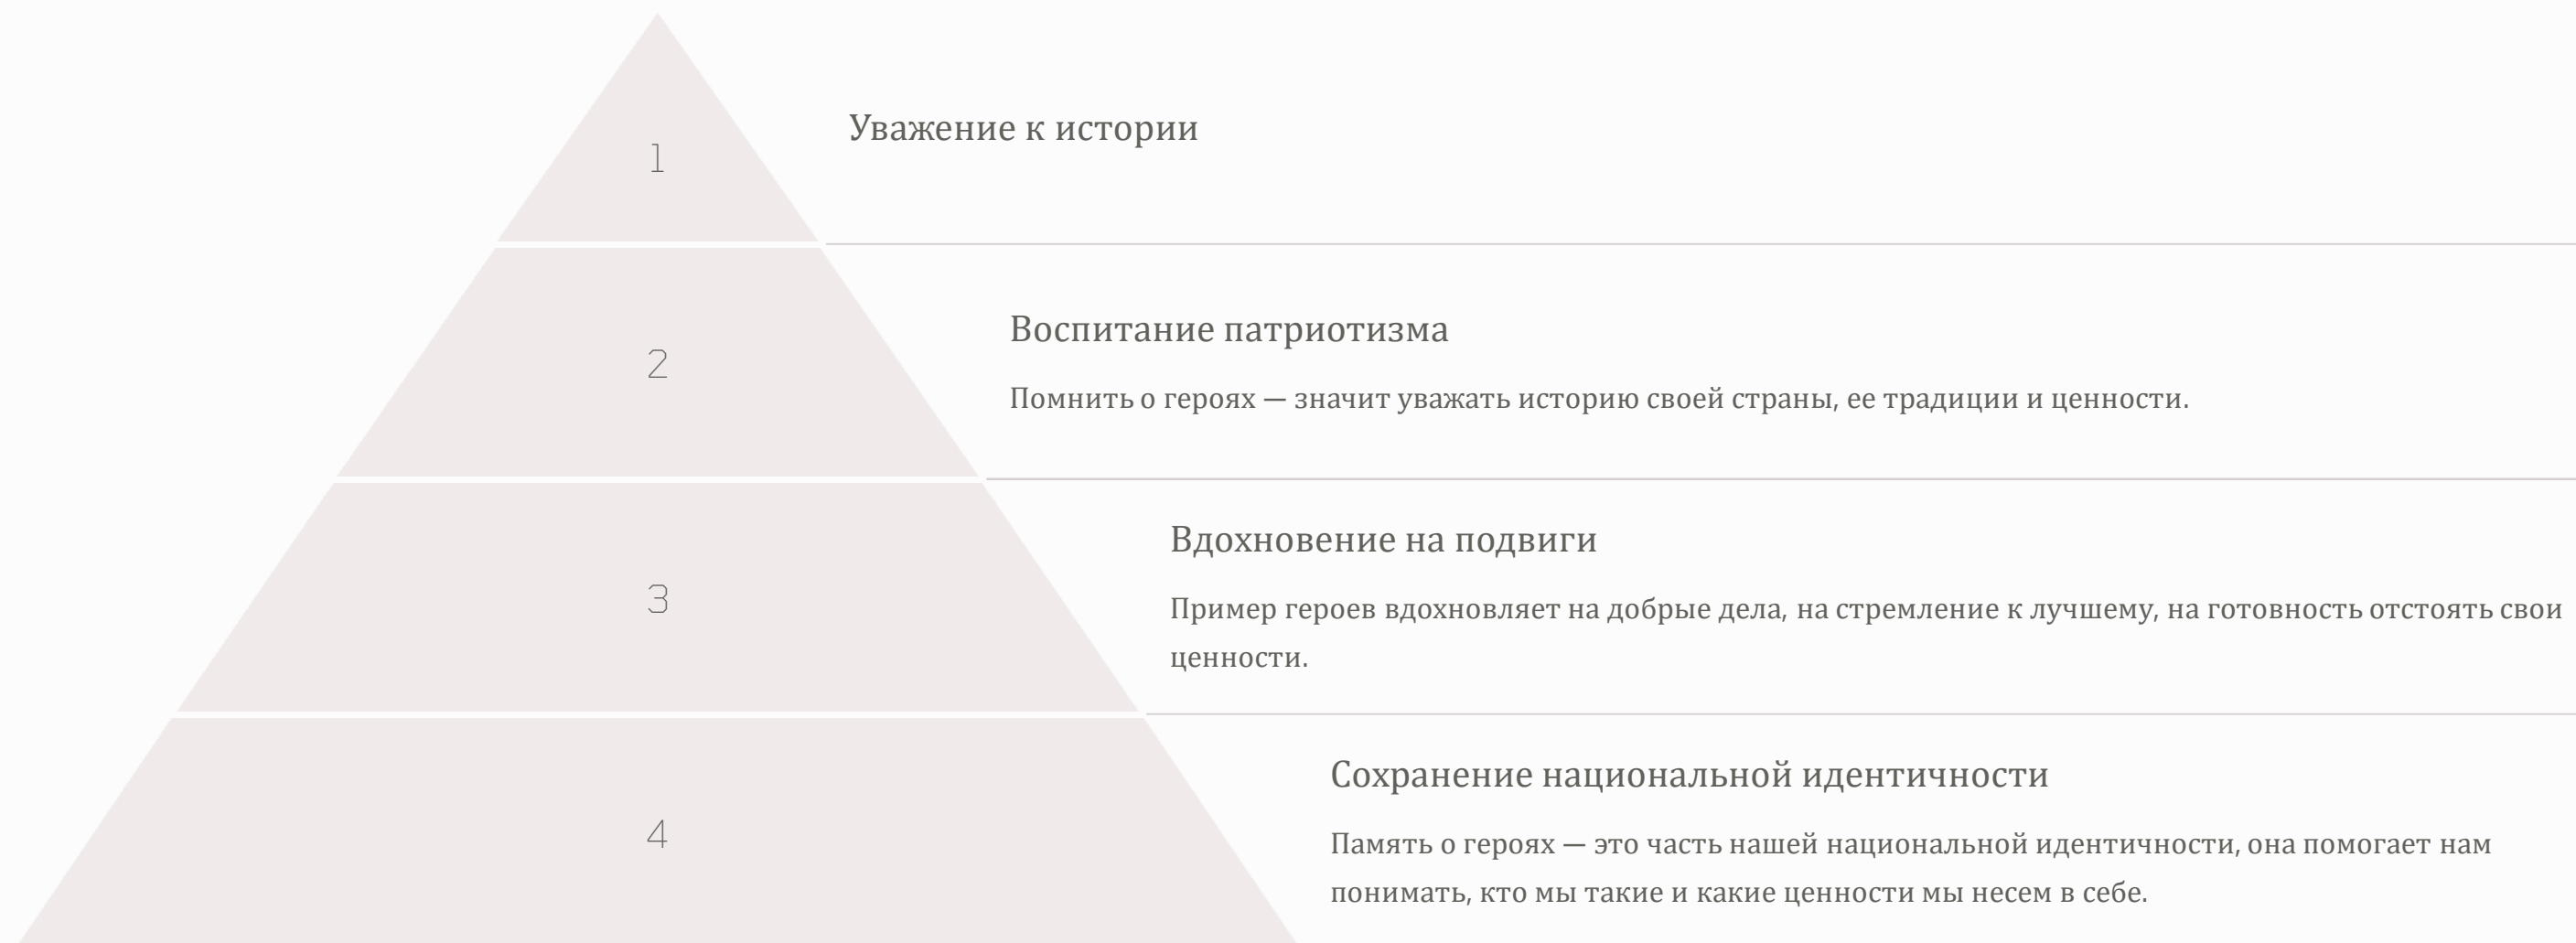 1
Уважение к истории
2
Воспитание патриотизма
Помнить о героях — значит уважать историю своей страны, ее традиции и ценности.
3
Вдохновение на подвиги
Пример героев вдохновляет на добрые дела, на стремление к лучшему, на готовность отстоять свои
ценности.
4
Сохранение национальной идентичности
Память о героях — это часть нашей национальной идентичности, она помогает нам
понимать, кто мы такие и какие ценности мы несем в себе.